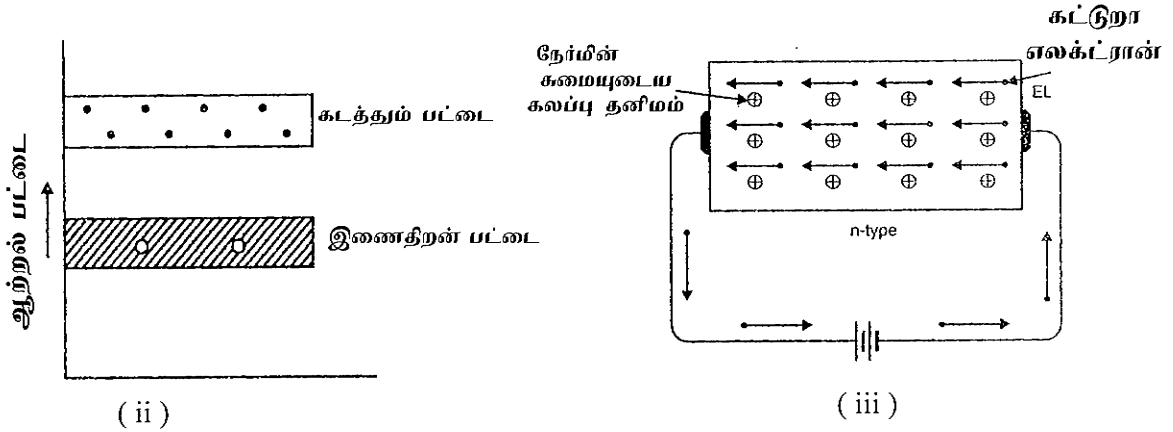 ஆற்றல் பட்டை
கடத்தும் பட்டை
இணைதிறன் பட்டை
( ii )
நேர்மின்
சுமையுடைய
கலப்பு தனிமம்
கட்டுறா
எலக்ட்ரான்
EL
n-type
( iii )